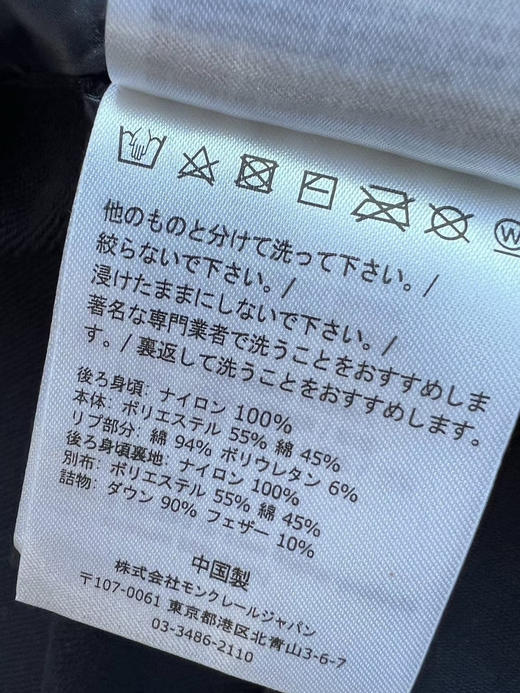 他のものと分けて洗って下さい。/
絞らないで下さい。/
浸けたままにしないで下さい。/
著名な専門業者で洗うことをおすすめしま
す。/ 裏返して洗うことをおすすめします。
後ろ身頃: ナイロン 100%
本体: ポリエステル 55% 綿 45%
リブ部分: 綿 94% ポリウレタン 6%
後ろ身頃裏地: ナイロン 100%
別布: ポリエステル 55% 綿 45%
詰物: ダウン 90% フェザー 10%
中国製
株式会社モンクレールジャパン
〒107-0061 東京都港区北青山3-6-7
03-3486-2110